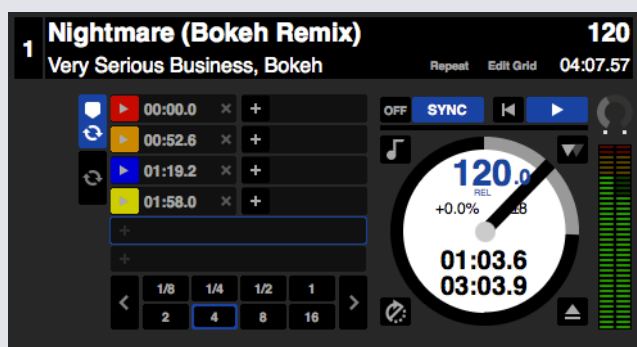 1
Nightmare (Bokeh Remix) 120
Very Serious Business, Bokeh Repeat Edit Grid 04:07.57
OFF SYNC
00:00.0 × +
00:52.6 × +
01:19.2 × +
01:58.0 × +
+
+
1/8 1/4 1/2 1
2 4 8 16
120.0
REL
+0.0% 8
01:03.6
03:03.9